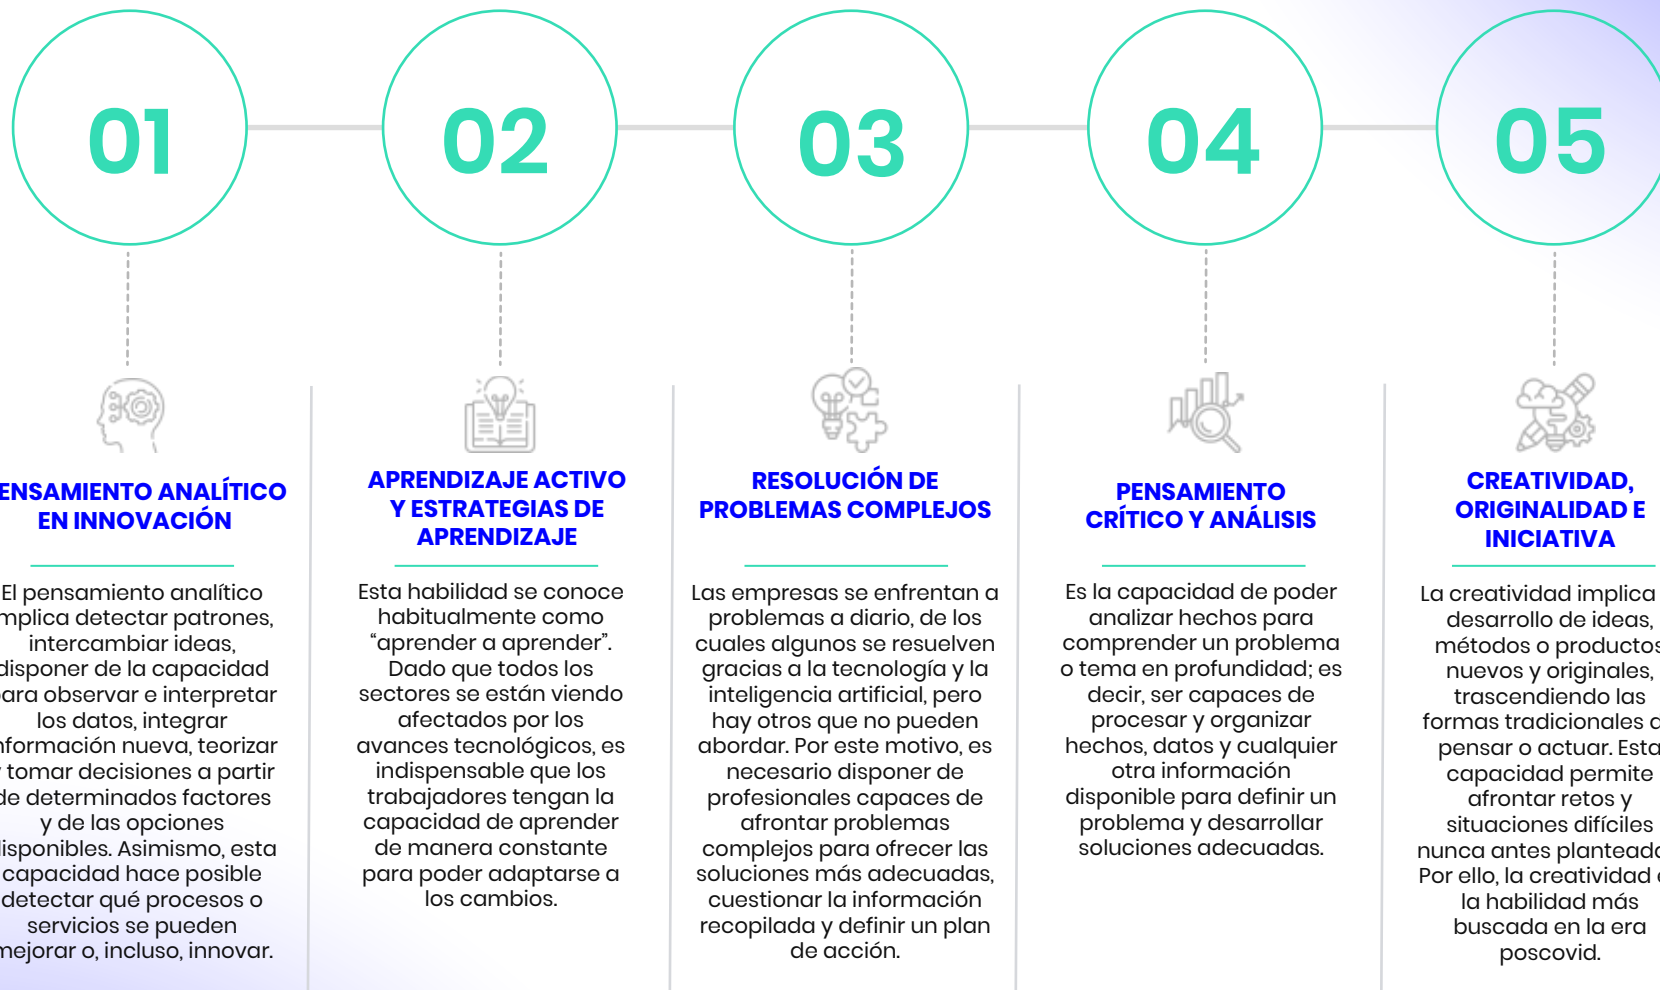 01
02
03
04
05
ENSAMIENTO ANALÍTICO
EN INNOVACIÓN
El pensamiento analítico
mplica detectar patrones,
intercambiar ideas,
disponer de la capacidad
para observar e interpretar
los datos, integrar
nformación nueva, teorizar
y tomar decisiones a partir
de determinados factores
y de las opciones
disponibles. Asimismo, esta
capacidad hace posible
detectar qué procesos o
servicios se pueden
mejorar o, incluso, innovar.
APRENDIZAJE ACTIVO
Y ESTRATEGIAS DE
APRENDIZAJE
Esta habilidad se conoce
habitualmente como
“aprender a aprender”.
Dado que todos los
sectores se están viendo
afectados por los
avances tecnológicos, es
indispensable que los
trabajadores tengan la
capacidad de aprender
de manera constante
para poder adaptarse a
los cambios.
RESOLUCIÓN DE
PROBLEMAS COMPLEJOS
Las empresas se enfrentan a
problemas a diario, de los
cuales algunos se resuelven
gracias a la tecnología y la
inteligencia artificial, pero
hay otros que no pueden
abordar. Por este motivo, es
necesario disponer de
profesionales capaces de
afrontar problemas
complejos para ofrecer las
soluciones más adecuadas,
cuestionar la información
recopilada y definir un plan
de acción.
PENSAMIENTO
CRÍTICO Y ANÁLISIS
Es la capacidad de poder
analizar hechos para
comprender un problema
o tema en profundidad; es
decir, ser capaces de
procesar y organizar
hechos, datos y cualquier
otra información
disponible para definir un
problema y desarrollar
soluciones adecuadas.
CREATIVIDAD,
ORIGINALIDAD E
INICIATIVA
La creatividad implica
desarrollo de ideas,
métodos o productos
nuevos y originales,
trascendiendo las
formas tradicionales d
pensar o actuar. Esta
capacidad permite
afrontar retos y
situaciones difíciles
nunca antes planteado
Por ello, la creatividad e
la habilidad más
buscada en la era
poscovid.